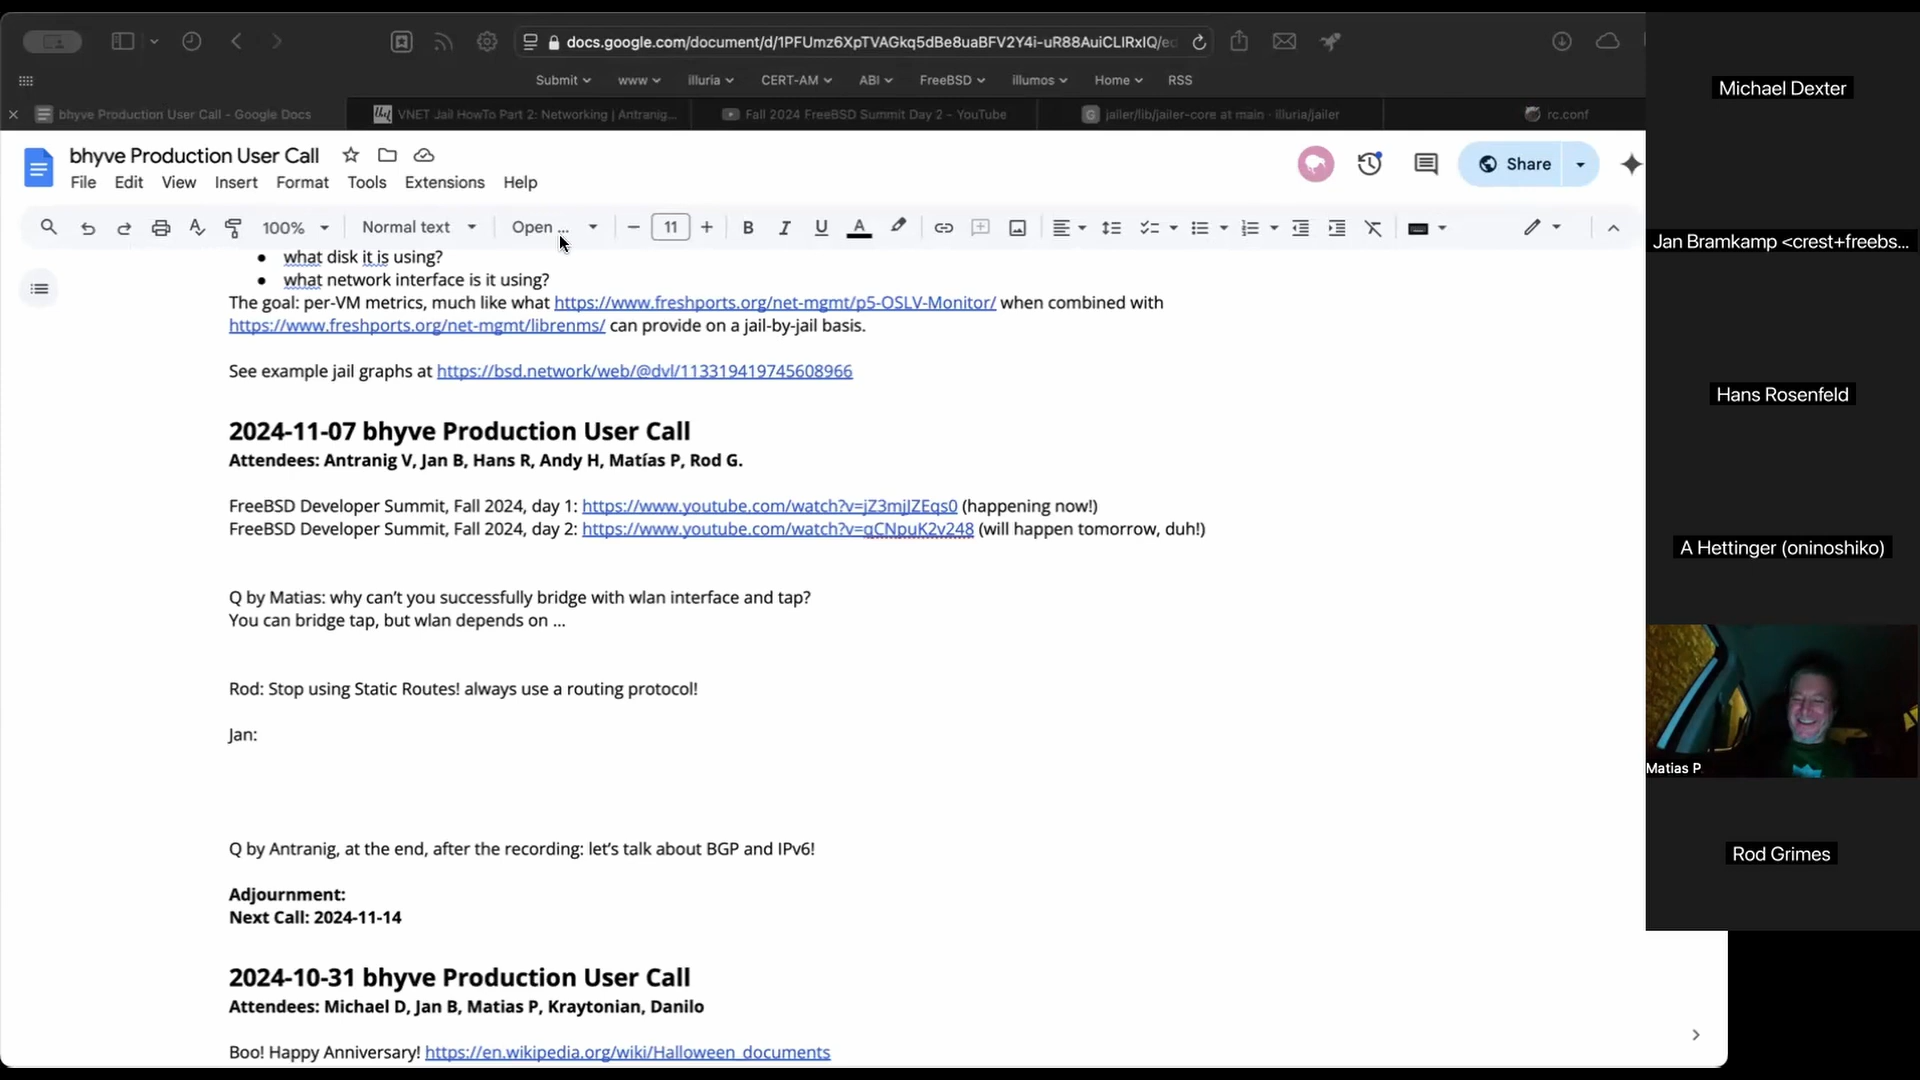 docs.google.com/document/d/1PFUmz6XpTVAGkq5dBe8uaBFV2Y4i-uR88AuiCLIRxIQ/ed
Submit www illuria CERT-AM ABI FreeBSD illumos Home RSS
bhyve Production User Call - Google Docs
VNET Jail HowTo Part 2: Networking | Antranig...
Fall 2024 FreeBSD Summit Day 2 - YouTube
jailer/lib/jailer-core at main · illuria/jailer
rc.conf
bhyve Production User Call
Share
File Edit View Insert Format Tools Extensions Help
100% Normal text Open ... 11
what disk it is using?
what network interface is it using?
The goal: per-VM metrics, much like what https://www.freshports.org/net-mgmt/p5-OSLV-Monitor/ when combined with
https://www.freshports.org/net-mgmt/librenms/ can provide on a jail-by-jail basis.
See example jail graphs at https://bsd.network/web/@dvl/113319419745608966
2024-11-07 bhyve Production User Call
Attendees: Antranig V, Jan B, Hans R, Andy H, Matías P, Rod G.
FreeBSD Developer Summit, Fall 2024, day 1: https://www.youtube.com/watch?v=jZ3mjJZEqs0 (happening now!)
FreeBSD Developer Summit, Fall 2024, day 2: https://www.youtube.com/watch?v=qCNpuK2v248 (will happen tomorrow, duh!)
Q by Matias: why can't you successfully bridge with wlan interface and tap?
You can bridge tap, but wlan depends on ...
Rod: Stop using Static Routes! always use a routing protocol!
Jan:
Q by Antranig, at the end, after the recording: let's talk about BGP and IPv6!
Adjournment:
Next Call: 2024-11-14
2024-10-31 bhyve Production User Call
Attendees: Michael D, Jan B, Matias P, Kraytonian, Danilo
Boo! Happy Anniversary! https://en.wikipedia.org/wiki/Halloween_documents
Michael Dexter
Jan Bramkamp <crest+freebs...
Hans Rosenfeld
A Hettinger (oninoshiko)
Matias P
Rod Grimes